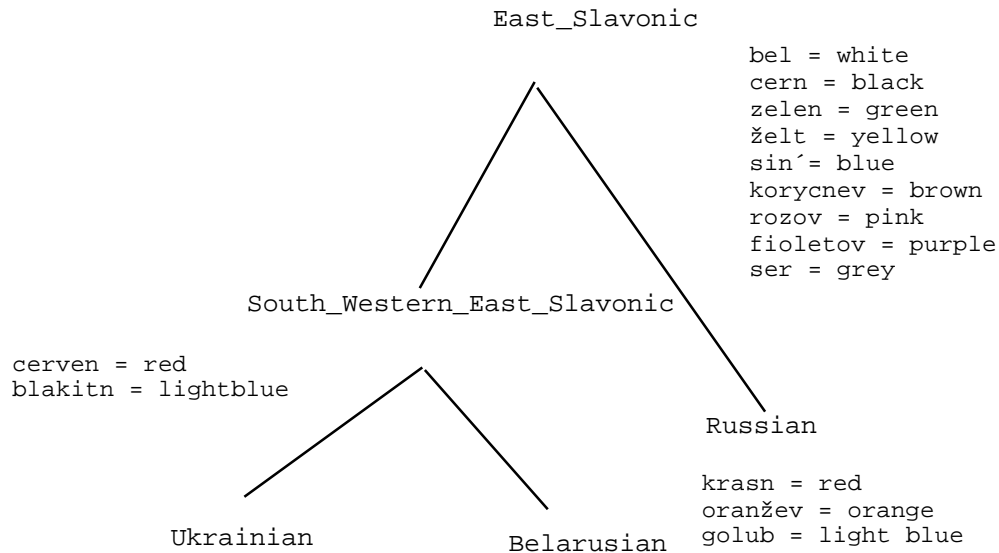 East_Slavonic
bel = white
cern = black
zelen = green
želt = yellow
sin´= blue
korycnev = brown
rozov = pink
fioletov = purple
ser = grey
South_Western_East_Slavonic
cerven = red
blakitn = lightblue
Russian
krasn = red
oranžev = orange
golub = light blue
Ukrainian
Belarusian